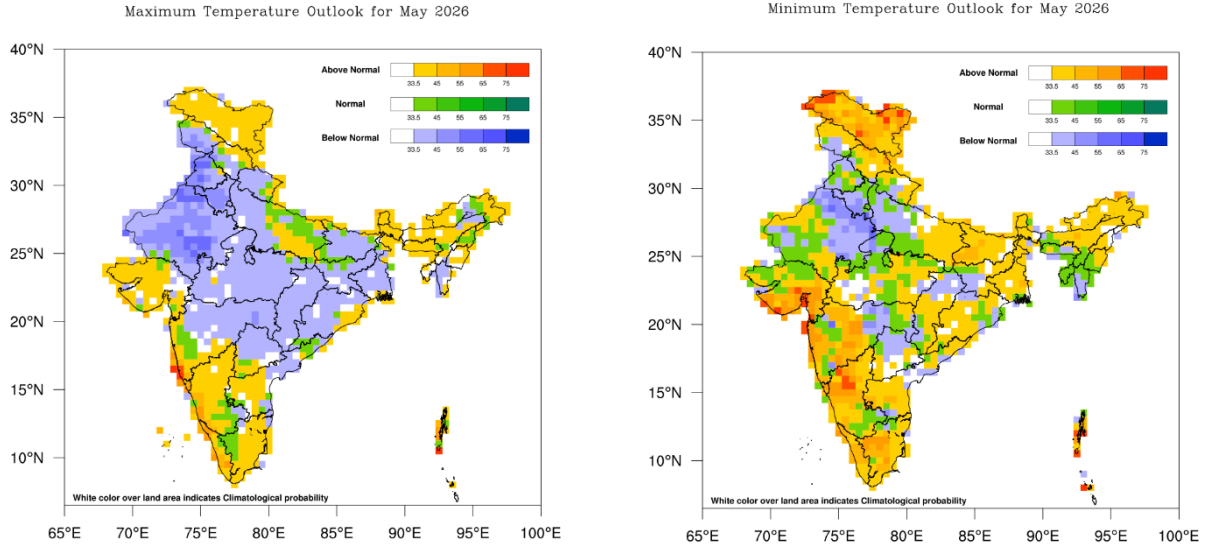 Maximum Temperature Outlook for May 2026
40°N
35°N
30°N
25°N
20°N
15°N
10°N
Above Normal
33.5 45 55 65 75
Normal
33.5 45 55 65 75
Below Normal
33.5 45 55 65 75
White color over land area indicates Climatological probability
65°E 70°E 75°E 80°E 85°E 90°E 95°E 100°E
Minimum Temperature Outlook for May 2026
40°N
35°N
30°N
25°N
20°N
15°N
10°N
Above Normal
33.5 45 55 65 75
Normal
33.5 45 55 65 75
Below Normal
33.5 45 55 65 75
White color over land area indicates Climatological probability
65°E 70°E 75°E 80°E 85°E 90°E 95°E 100°E